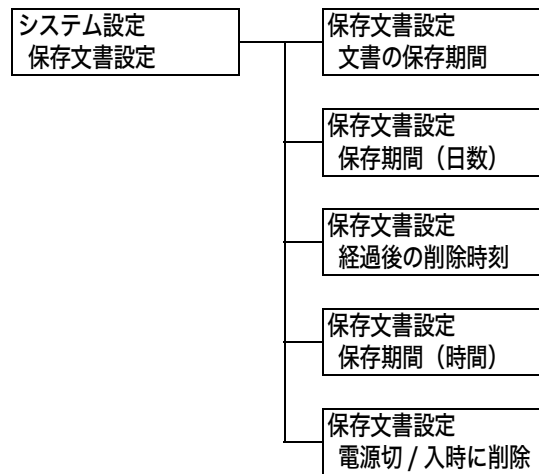 システム設定
保存文書設定
保存文書設定
文書の保存期間
保存文書設定
保存期間（日数）
保存文書設定
経過後の削除時刻
保存文書設定
保存期間（時間）
保存文書設定
電源切 / 入時に削除